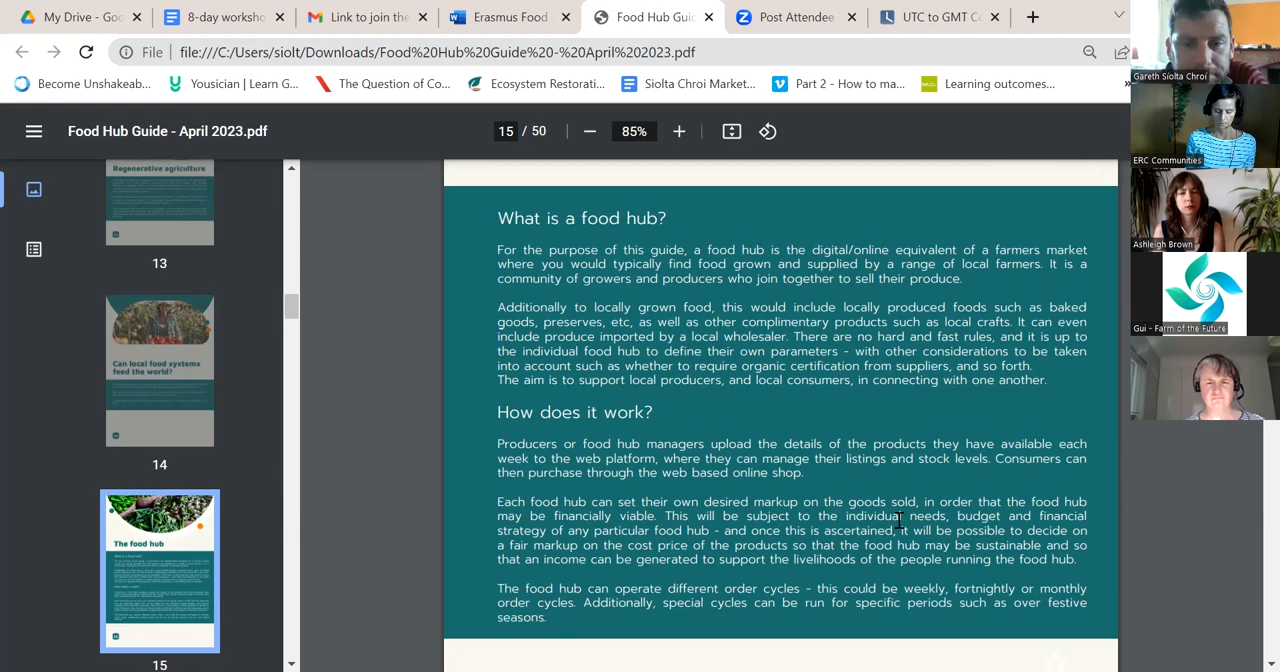 My Drive - Goo
8-day worksho
Link to join the
Erasmus Food
Food Hub Gui
Post Attendee
UTC to GMT C
File
file:///C:/Users/siolt/Downloads/Food%20Hub%20Guide%20-%20April%202023.pdf
Become Unshakeab...
Yousician | Learn G...
The Question of Co...
Ecosystem Restorati...
Siolta Chroi Market...
Part 2 - How to ma...
Learning outcomes...
»
Food Hub Guide - April 2023.pdf
15 / 50
85%
Regenerative agriculture
13
Can local food systems
feed the world?
14
The food hub
15
What is a food hub?
For the purpose of this guide, a food hub is the digital/online equivalent of a farmers market
where you would typically find food grown and supplied by a range of local farmers. It is a
community of growers and producers who join together to sell their produce.
Additionally to locally grown food, this would include locally produced foods such as baked
goods, preserves, etc, as well as other complimentary products such as local crafts. It can even
include produce imported by a local wholesaler. There are no hard and fast rules, and it is up to
the individual food hub to define their own parameters - with other considerations to be taken
into account such as whether to require organic certification from suppliers, and so forth.
The aim is to support local producers, and local consumers, in connecting with one another.
How does it work?
Producers or food hub managers upload the details of the products they have available each
week to the web platform, where they can manage their listings and stock levels. Consumers can
then purchase through the web based online shop.
Each food hub can set their own desired markup on the goods sold, in order that the food hub
may be financially viable. This will be subject to the individual needs, budget and financial
strategy of any particular food hub - and once this is ascertained, it will be possible to decide on
a fair markup on the cost price of the products so that the food hub may be sustainable and so
that an income can be generated to support the livelihoods of the people running the food hub.
The food hub can operate different order cycles - this could be weekly, fortnightly or monthly
order cycles. Additionally, special cycles can be run for specific periods such as over festive
seasons.
Gareth Síolta Chroí
ERC Communities
Ashleigh Brown
Gui - Farm of the Future